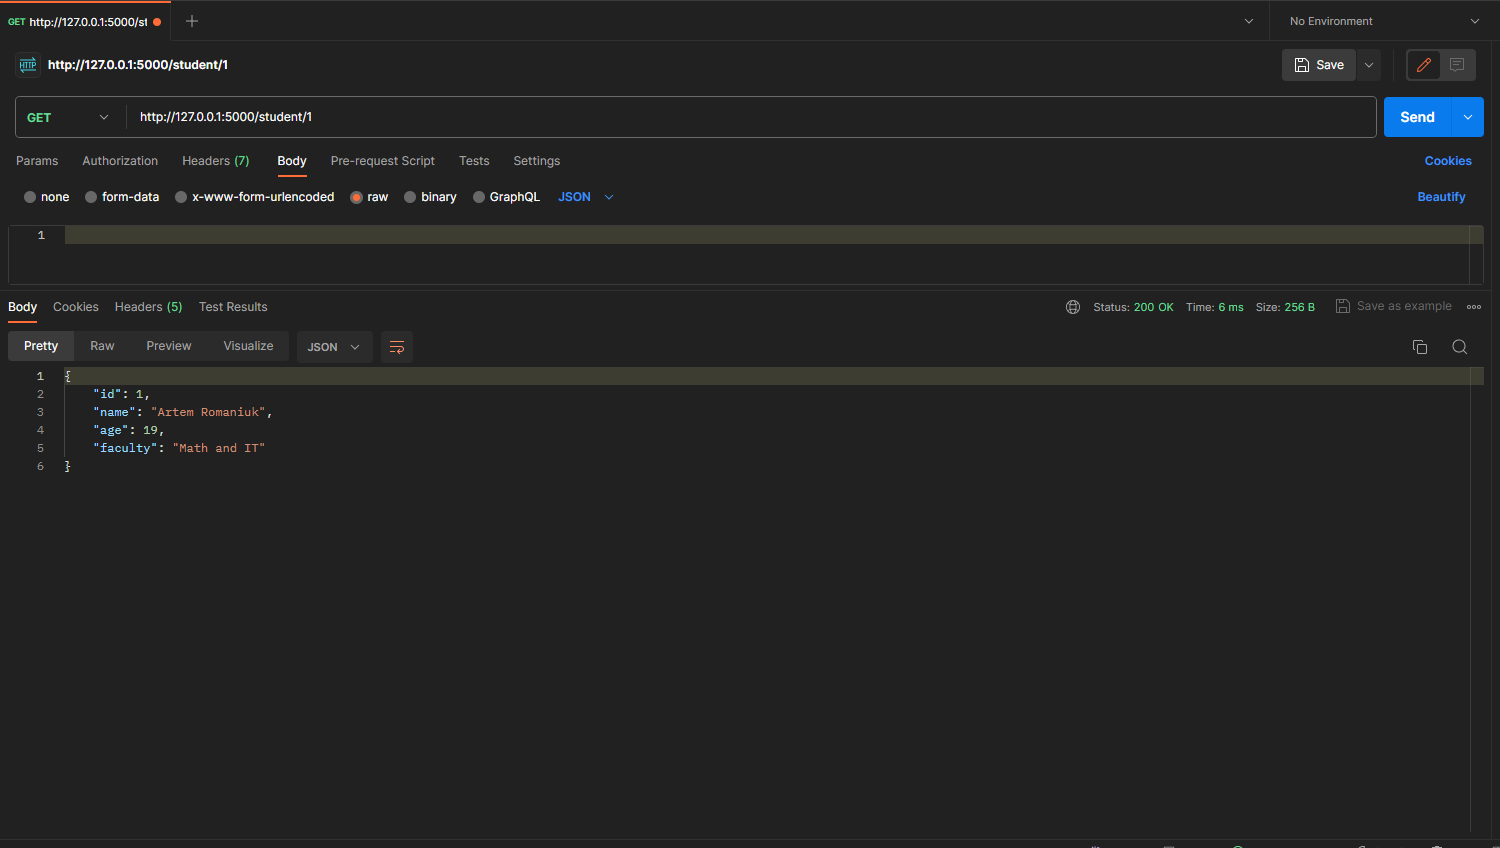 GET http://127.0.0.1:5000/st
No Environment
HTTP http://127.0.0.1:5000/student/1
Save
GET http://127.0.0.1:5000/student/1
Send
Params Authorization Headers (7) Body Pre-request Script Tests Settings Cookies
none form-data x-www-form-urlencoded raw binary GraphQL JSON Beautify
1
Body Cookies Headers (5) Test Results Status: 200 OK Time: 6 ms Size: 256 B Save as example
Pretty Raw Preview Visualize JSON
1 {
2 "id": 1,
3 "name": "Artem Romaniuk",
4 "age": 19,
5 "faculty": "Math and IT"
6 }